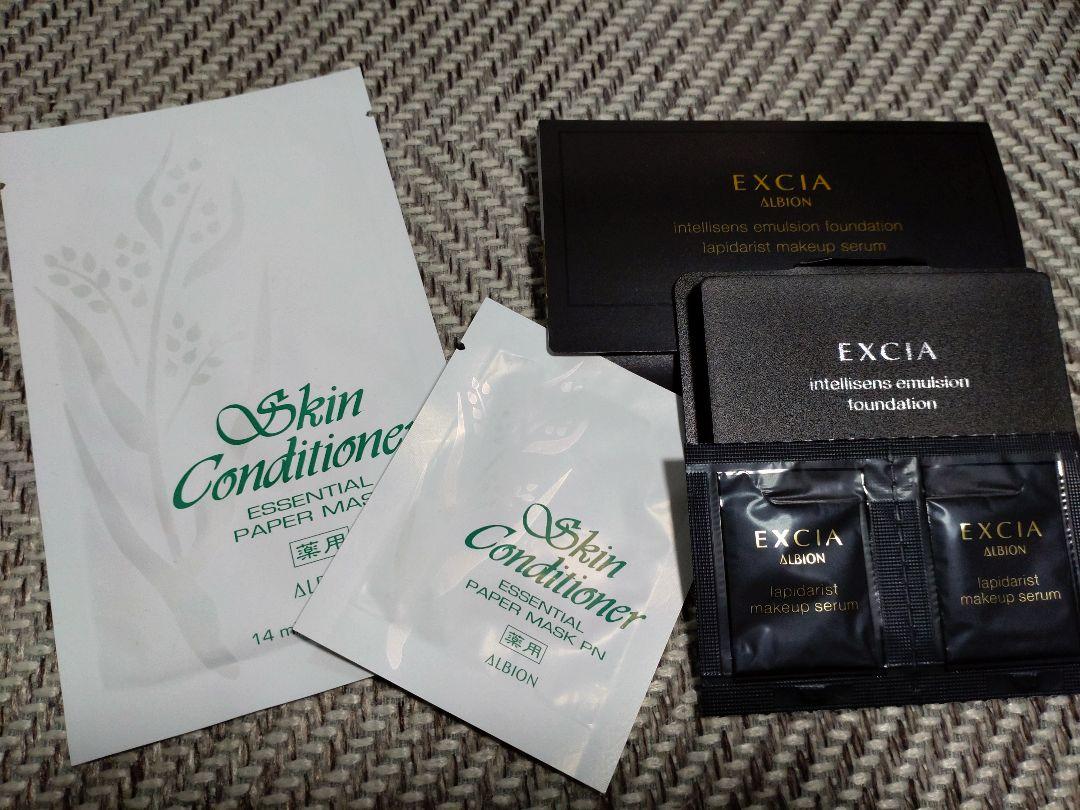 Skin
Conditioner
ESSENTIAL
PAPER
薬用
14
Skin
Conditioner
ESSENTIAL
PAPER MASK PN
薬用
ALBION
EXCIA
ALBION
intellisens emulsion foundation
lapidarist makeup serum
EXCIA
intellisens emulsion
foundation
EXCIA
ALBION
lapidarist
makeup serum
EXCIA
ALBION
lapidarist
makeup serum